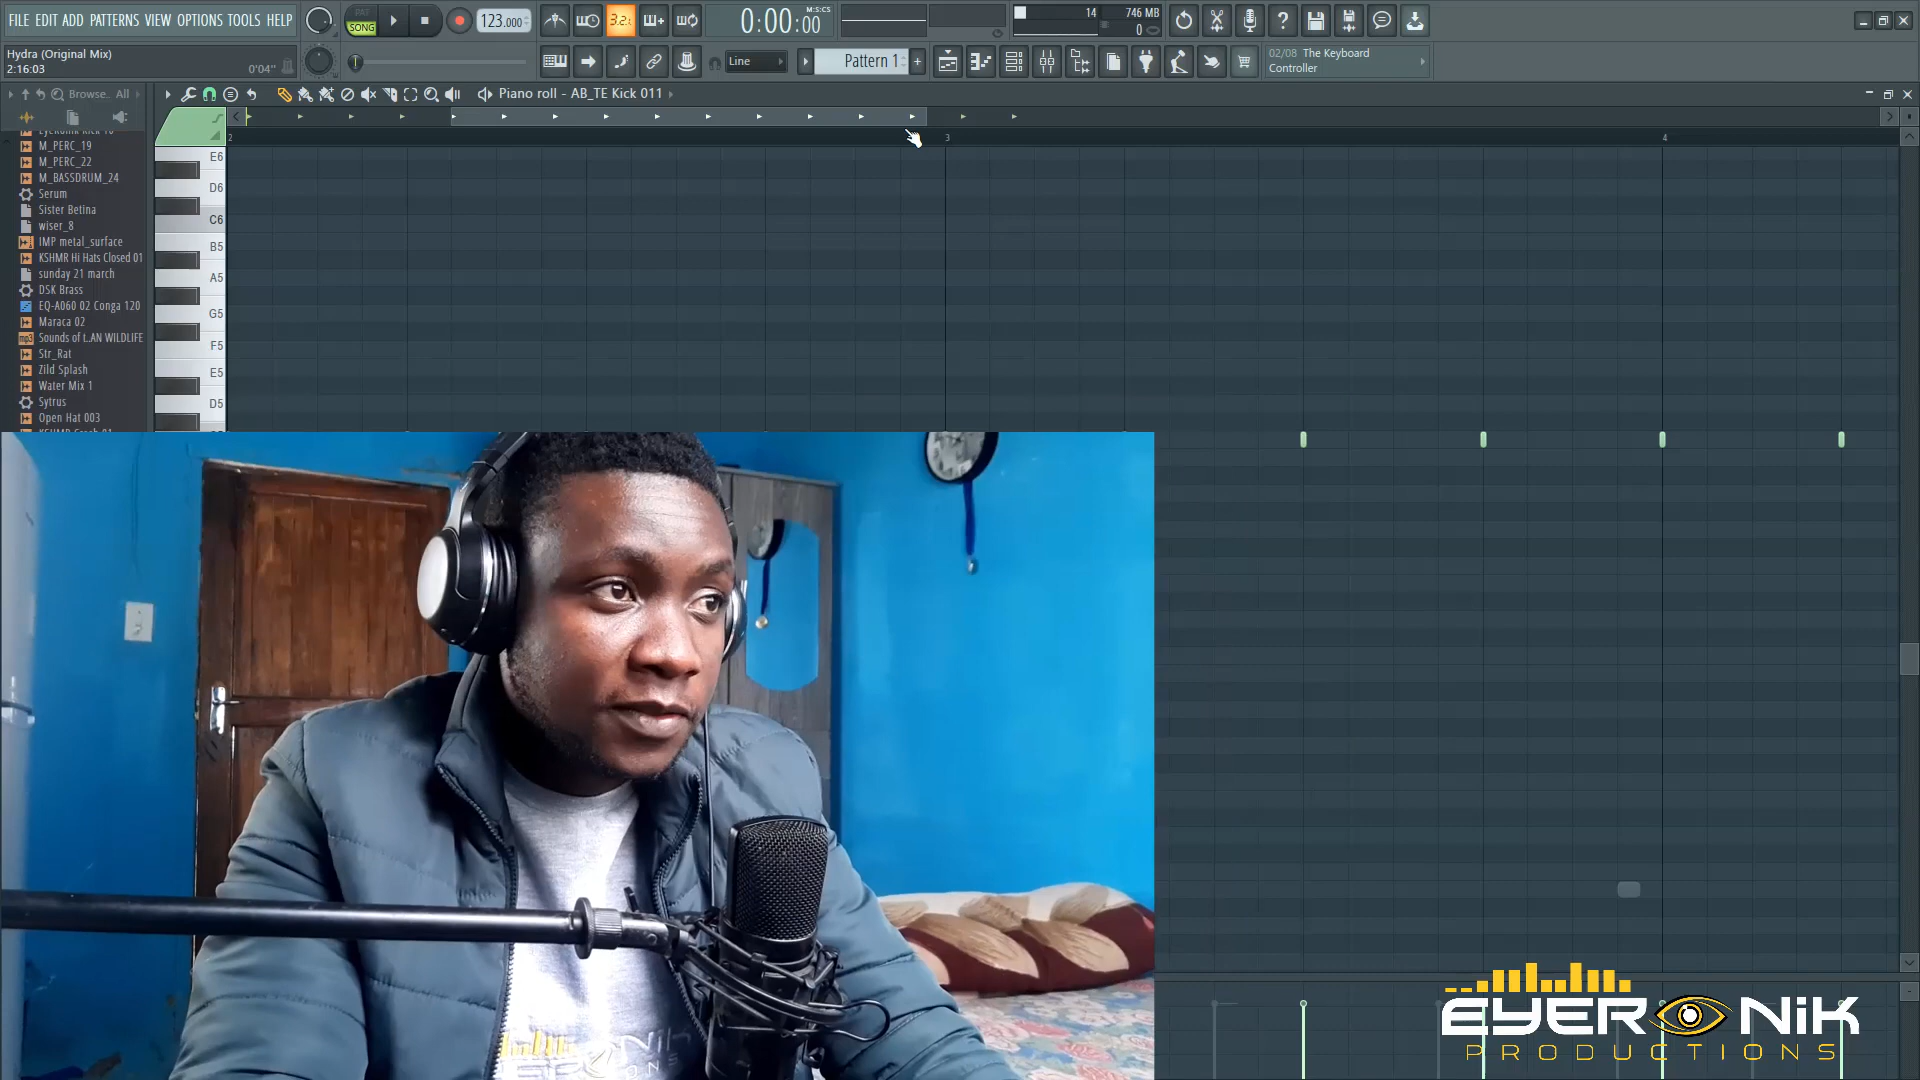 FILE EDIT ADD PATTERNS VIEW OPTIONS TOOLS HELP
PAT
SONG
123.000
3.2.
M:S:CS
0:00:00
14
746 MB
0
Hydra (Original Mix)
2:16:03
0'04"
Line
Pattern 1
02/08 The Keyboard
Controller
Browse.. All
Piano roll - AB_TE Kick 011
2
3
4
M_PERC_19
M_PERC_22
M_BASSDRUM_24
Serum
Sister Betina
wiser_8
IMP metal_surface
KSHMR Hi Hats Closed 01
sunday 21 march
DSK Brass
EQ-A060 02 Conga 120
Maraca 02
mp3
Sounds of t..AN WILDLIFE
Str_Rat
Zild Splash
Water Mix 1
Sytrus
Open Hat 003
E6
D6
C6
B5
A5
G5
F5
E5
D5
EYERONiK
PRODUCTIONS